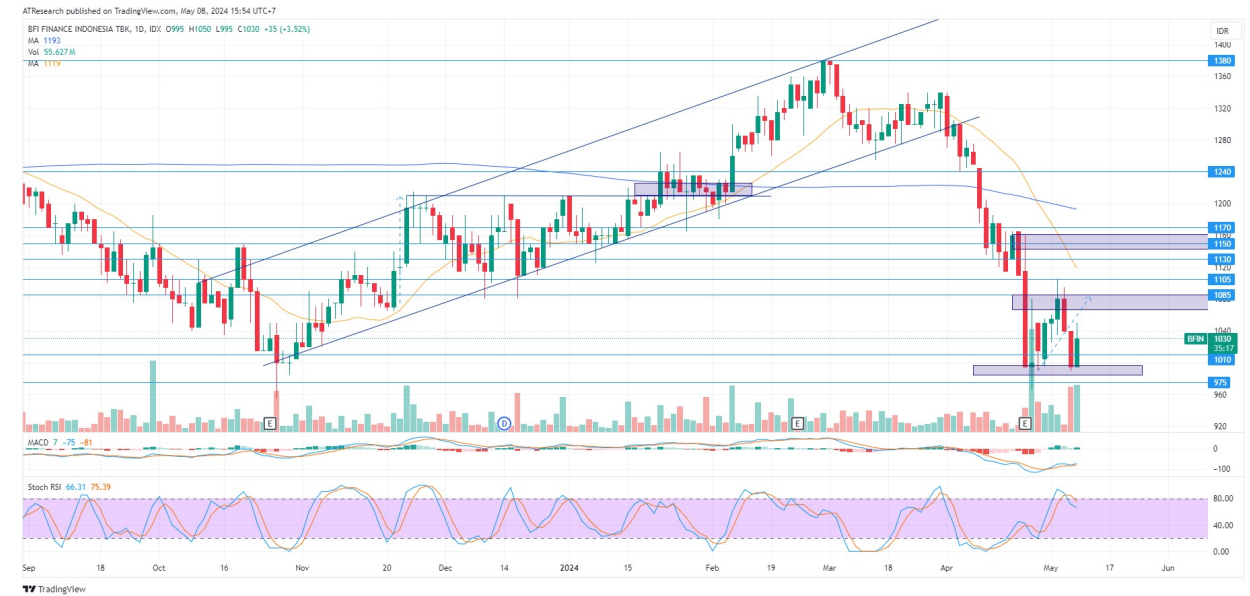 ATResearch published on TradingView.com, May 08, 2024 15:54 UTC+7
BFI FINANCE INDONESIA TBK, 1D, IDX O995 H1050 L995 C1030 +35 (+3.52%)
MA 1193
Vol 55.627M
MA 1119
IDR
1400
1380
1360
1320
1280
1240
1200
1170
1150
1130
1120
1105
1085
1040
BFIN 1030
35:17
1010
975
960
920
E
D
E
E
MACD 7 −75 −81
0
−100
Stoch RSI 66.31 75.39
80.00
40.00
0.00
Sep 18 Oct 16 Nov 20 Dec 14 2024 15 Feb 19 Mar 18 Apr May 17 Jun
TradingView